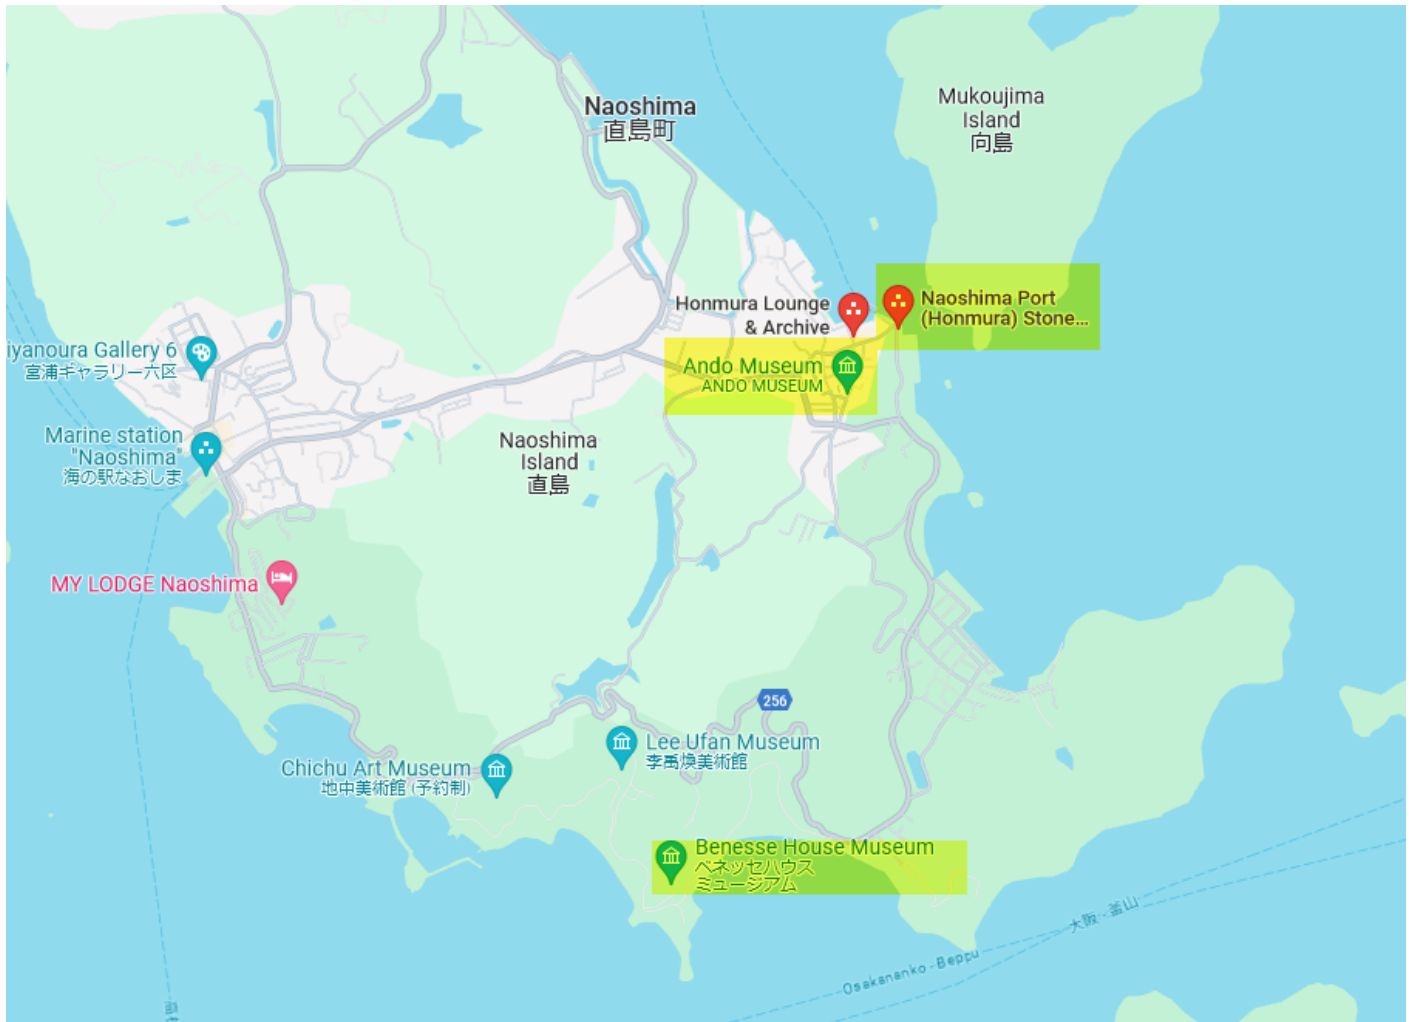 Naoshima
直島町
Mukoujima
Island
向島
Honmura Lounge
& Archive
Naoshima Port
(Honmura) Stone...
iyanoura Gallery 6
宮浦ギャラリー六区
Ando Museum
ANDO MUSEUM
Marine station
"Naoshima"
海の駅なおしま
Naoshima
Island
直島
MY LODGE Naoshima
256
Lee Ufan Museum
李禹煥美術館
Chichu Art Museum
地中美術館 (予約制)
Benesse House Museum
ベネッセハウス
ミュージアム
大阪 - 釜山
Osakananko - Beppu